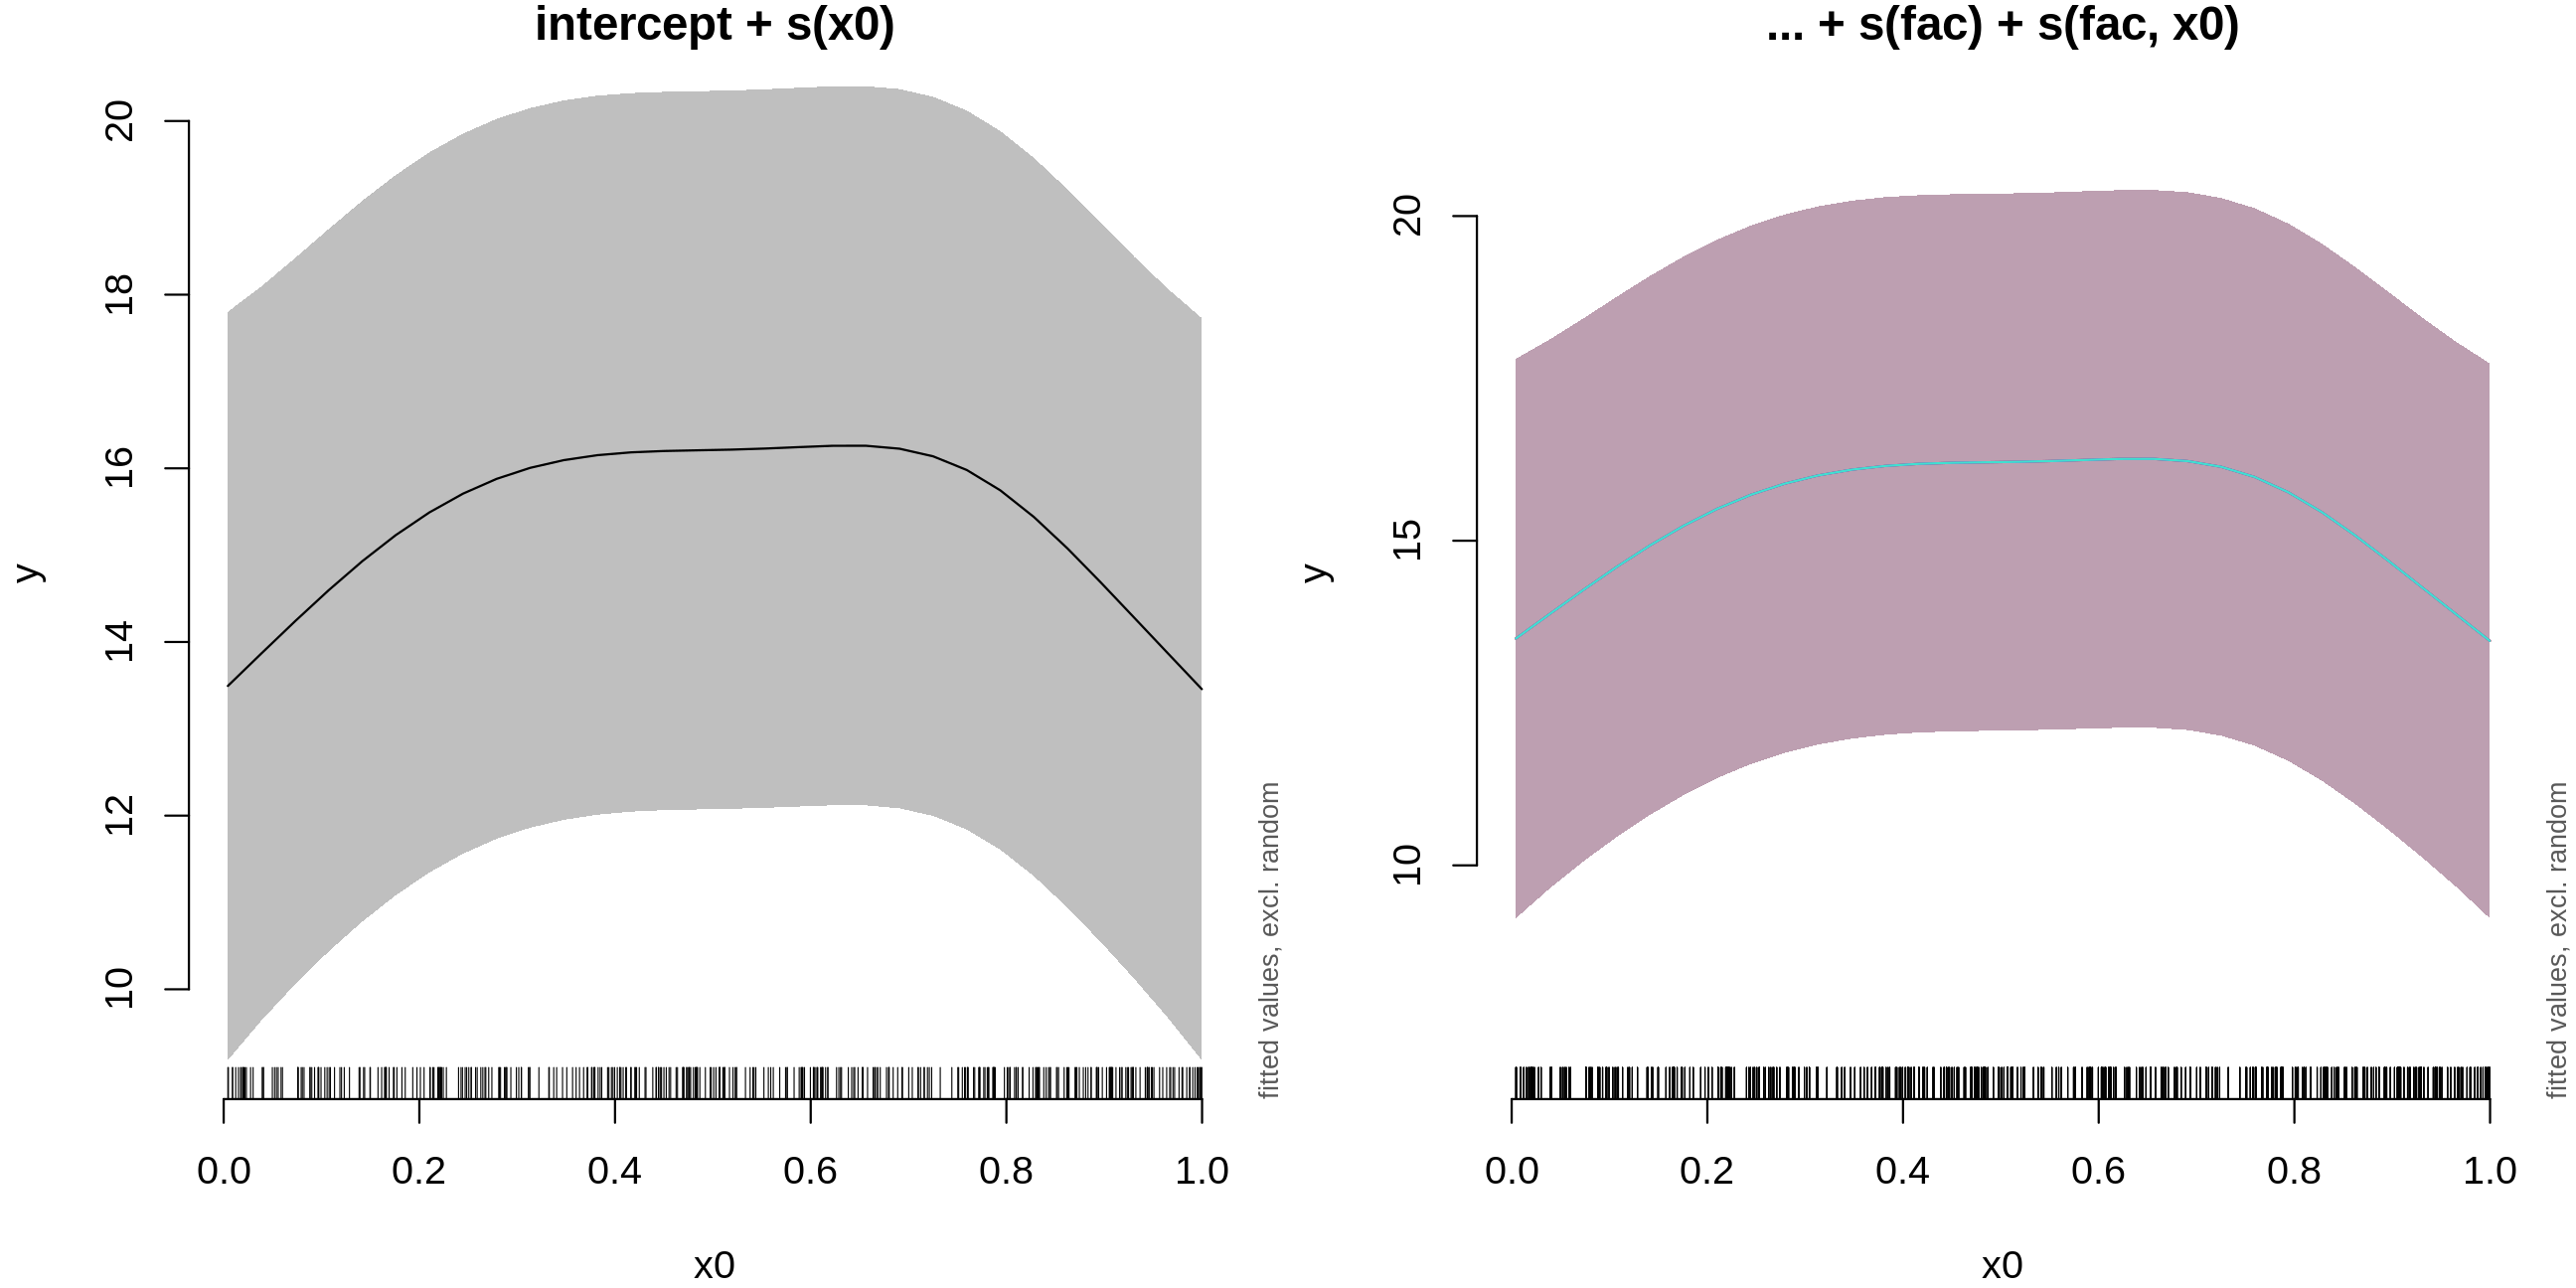 intercept + s(x0)
20
18
16
14
12
10
y
0.0 0.2 0.4 0.6 0.8 1.0
x0
fitted values, excl. random
... + s(fac) + s(fac, x0)
20
15
10
y
0.0 0.2 0.4 0.6 0.8 1.0
x0
fitted values, excl. random